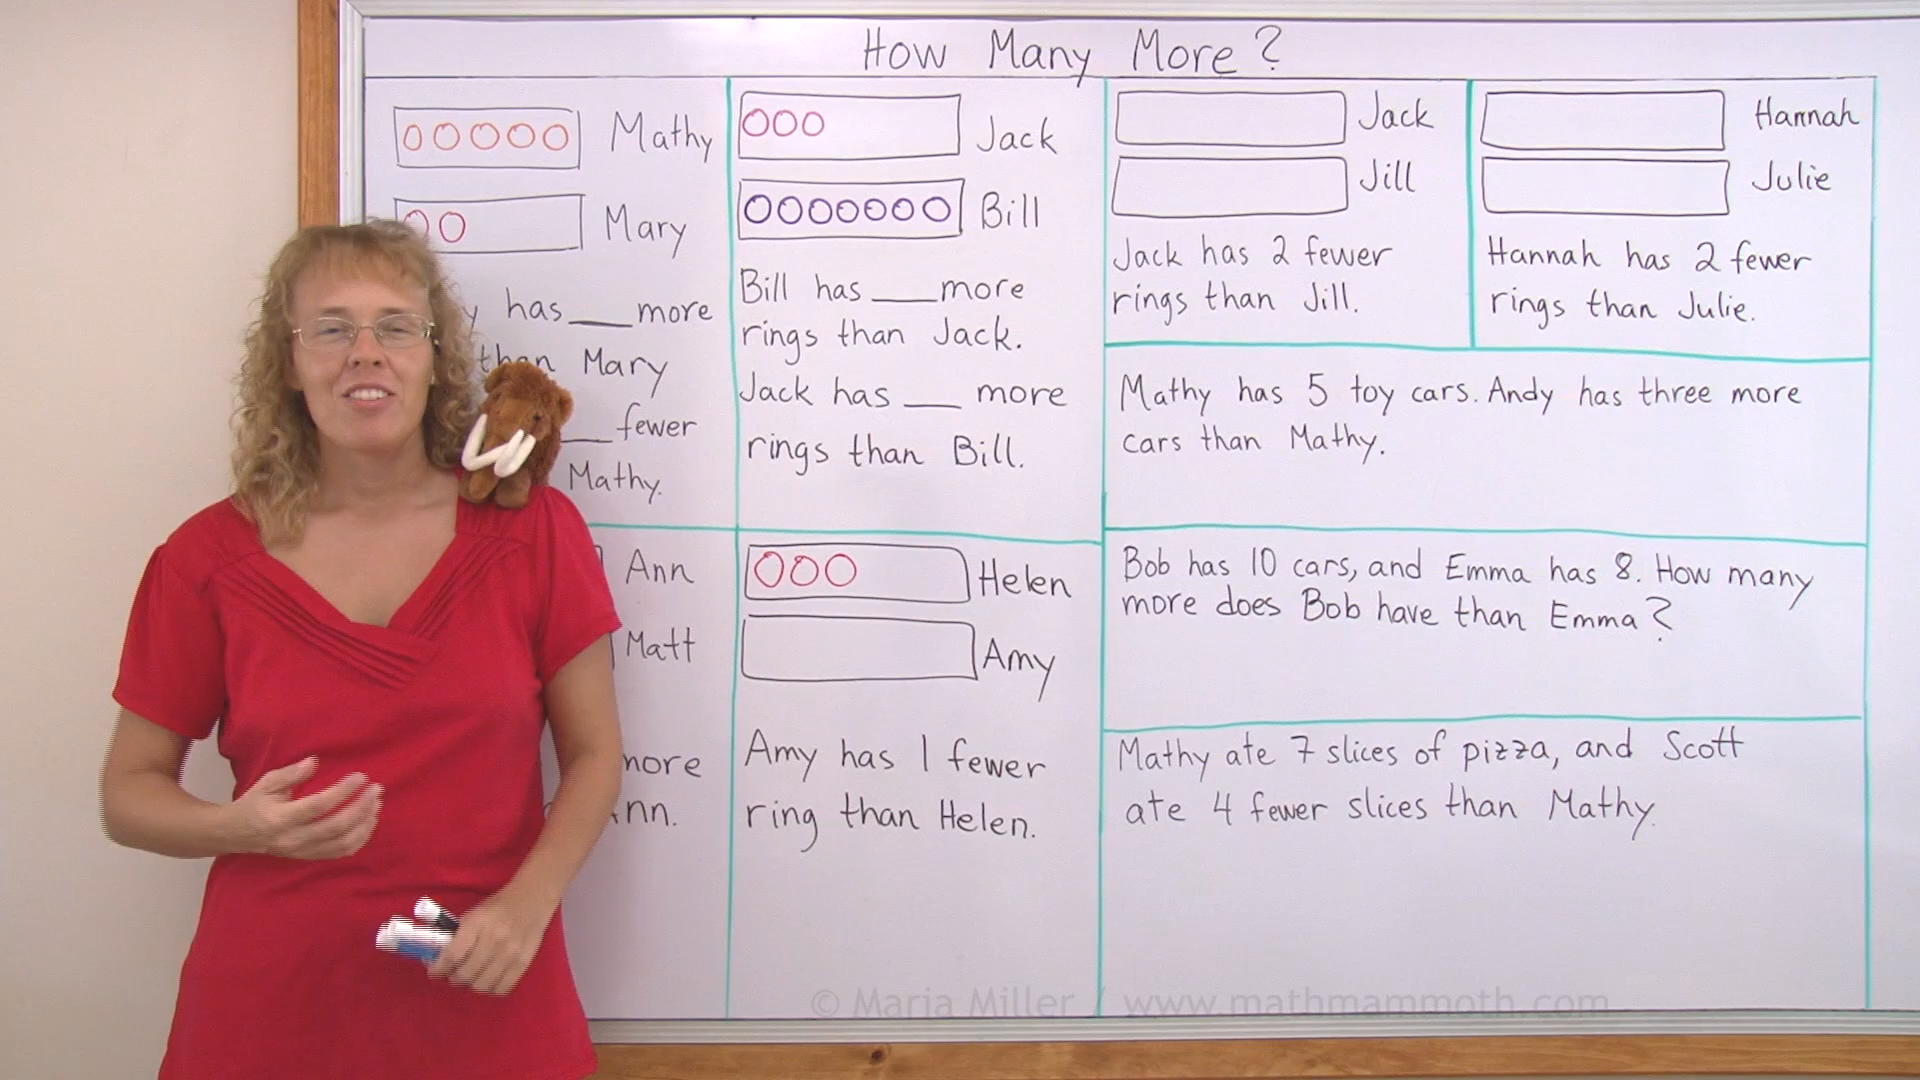 How Many More?
Mathy
Mary
has ___ more
than Mary
___ fewer
Mathy.
Jack
Bill
Bill has ___ more
rings than Jack.
Jack has ___ more
rings than Bill.
Jack
Jill
Jack has 2 fewer
rings than Jill.
Hannah
Julie
Hannah has 2 fewer
rings than Julie.
Mathy has 5 toy cars. Andy has three more
cars than Mathy.
Ann
Matt
more
Helen
Amy
Amy has 1 fewer
ring than Helen.
Bob has 10 cars, and Emma has 8. How many
more does Bob have than Emma?
Mathy ate 7 slices of pizza, and Scott
ate 4 fewer slices than Mathy.
© Maria Miller / www.mathmammoth.com